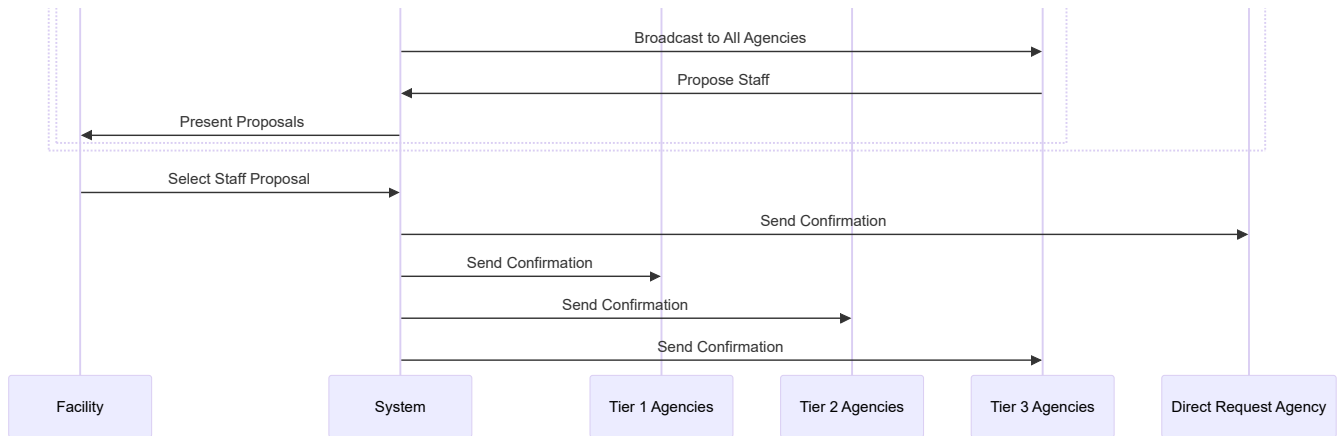 Broadcast to All Agencies
Propose Staff
Present Proposals
Select Staff Proposal
Send Confirmation
Send Confirmation
Send Confirmation
Send Confirmation
Facility
System
Tier 1 Agencies
Tier 2 Agencies
Tier 3 Agencies
Direct Request Agency